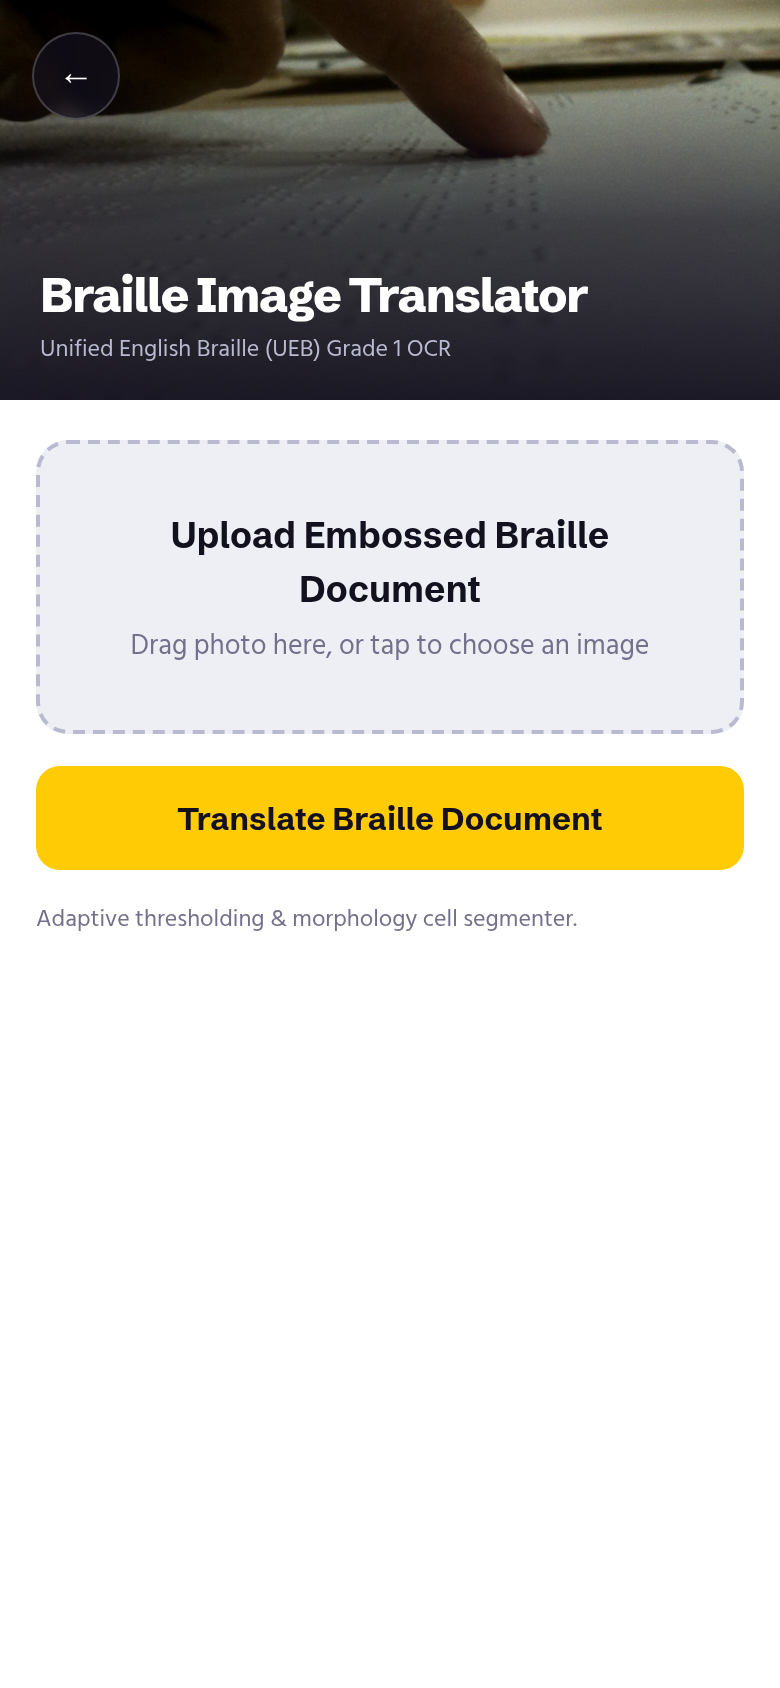 ←
Braille Image Translator
Unified English Braille (UEB) Grade 1 OCR
Upload Embossed Braille
Document
Drag photo here, or tap to choose an image
Translate Braille Document
Adaptive thresholding & morphology cell segmenter.